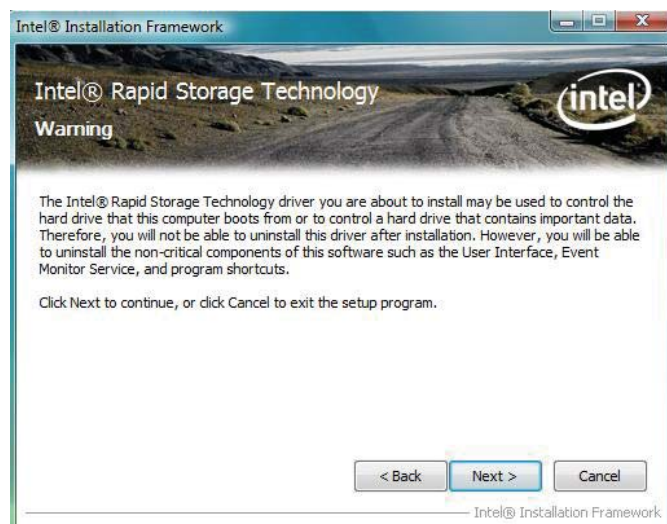 Intel® Installation Framework
Intel® Rapid Storage Technology
Warning
intel
The Intel® Rapid Storage Technology driver you are about to install may be used to control the
hard drive that this computer boots from or to control a hard drive that contains important data.
Therefore, you will not be able to uninstall this driver after installation. However, you will be able
to uninstall the non-critical components of this software such as the User Interface, Event
Monitor Service, and program shortcuts.
Click Next to continue, or click Cancel to exit the setup program.
< Back Next > Cancel
Intel® Installation Framework